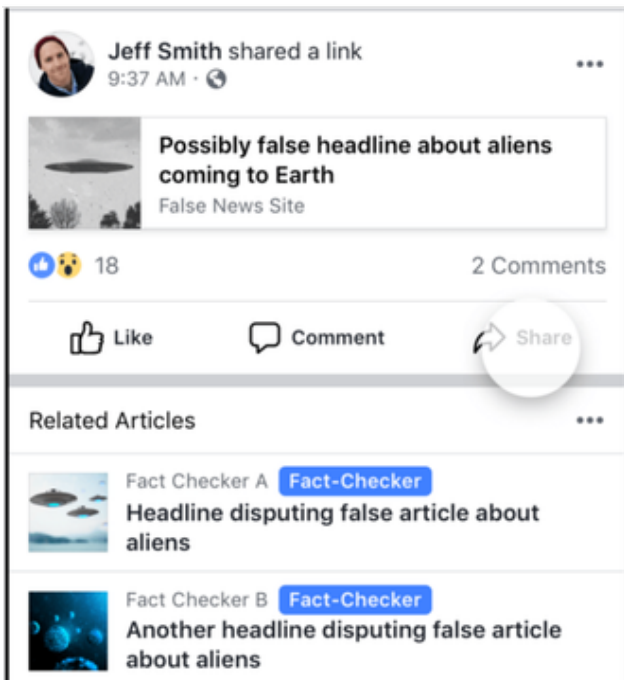 Jeff Smith shared a link
9:37 AM ·
Possibly false headline about aliens
coming to Earth
False News Site
18
2 Comments
Like
Comment
Share
Related Articles
Fact Checker A Fact-Checker
Headline disputing false article about
aliens
Fact Checker B Fact-Checker
Another headline disputing false article
about aliens